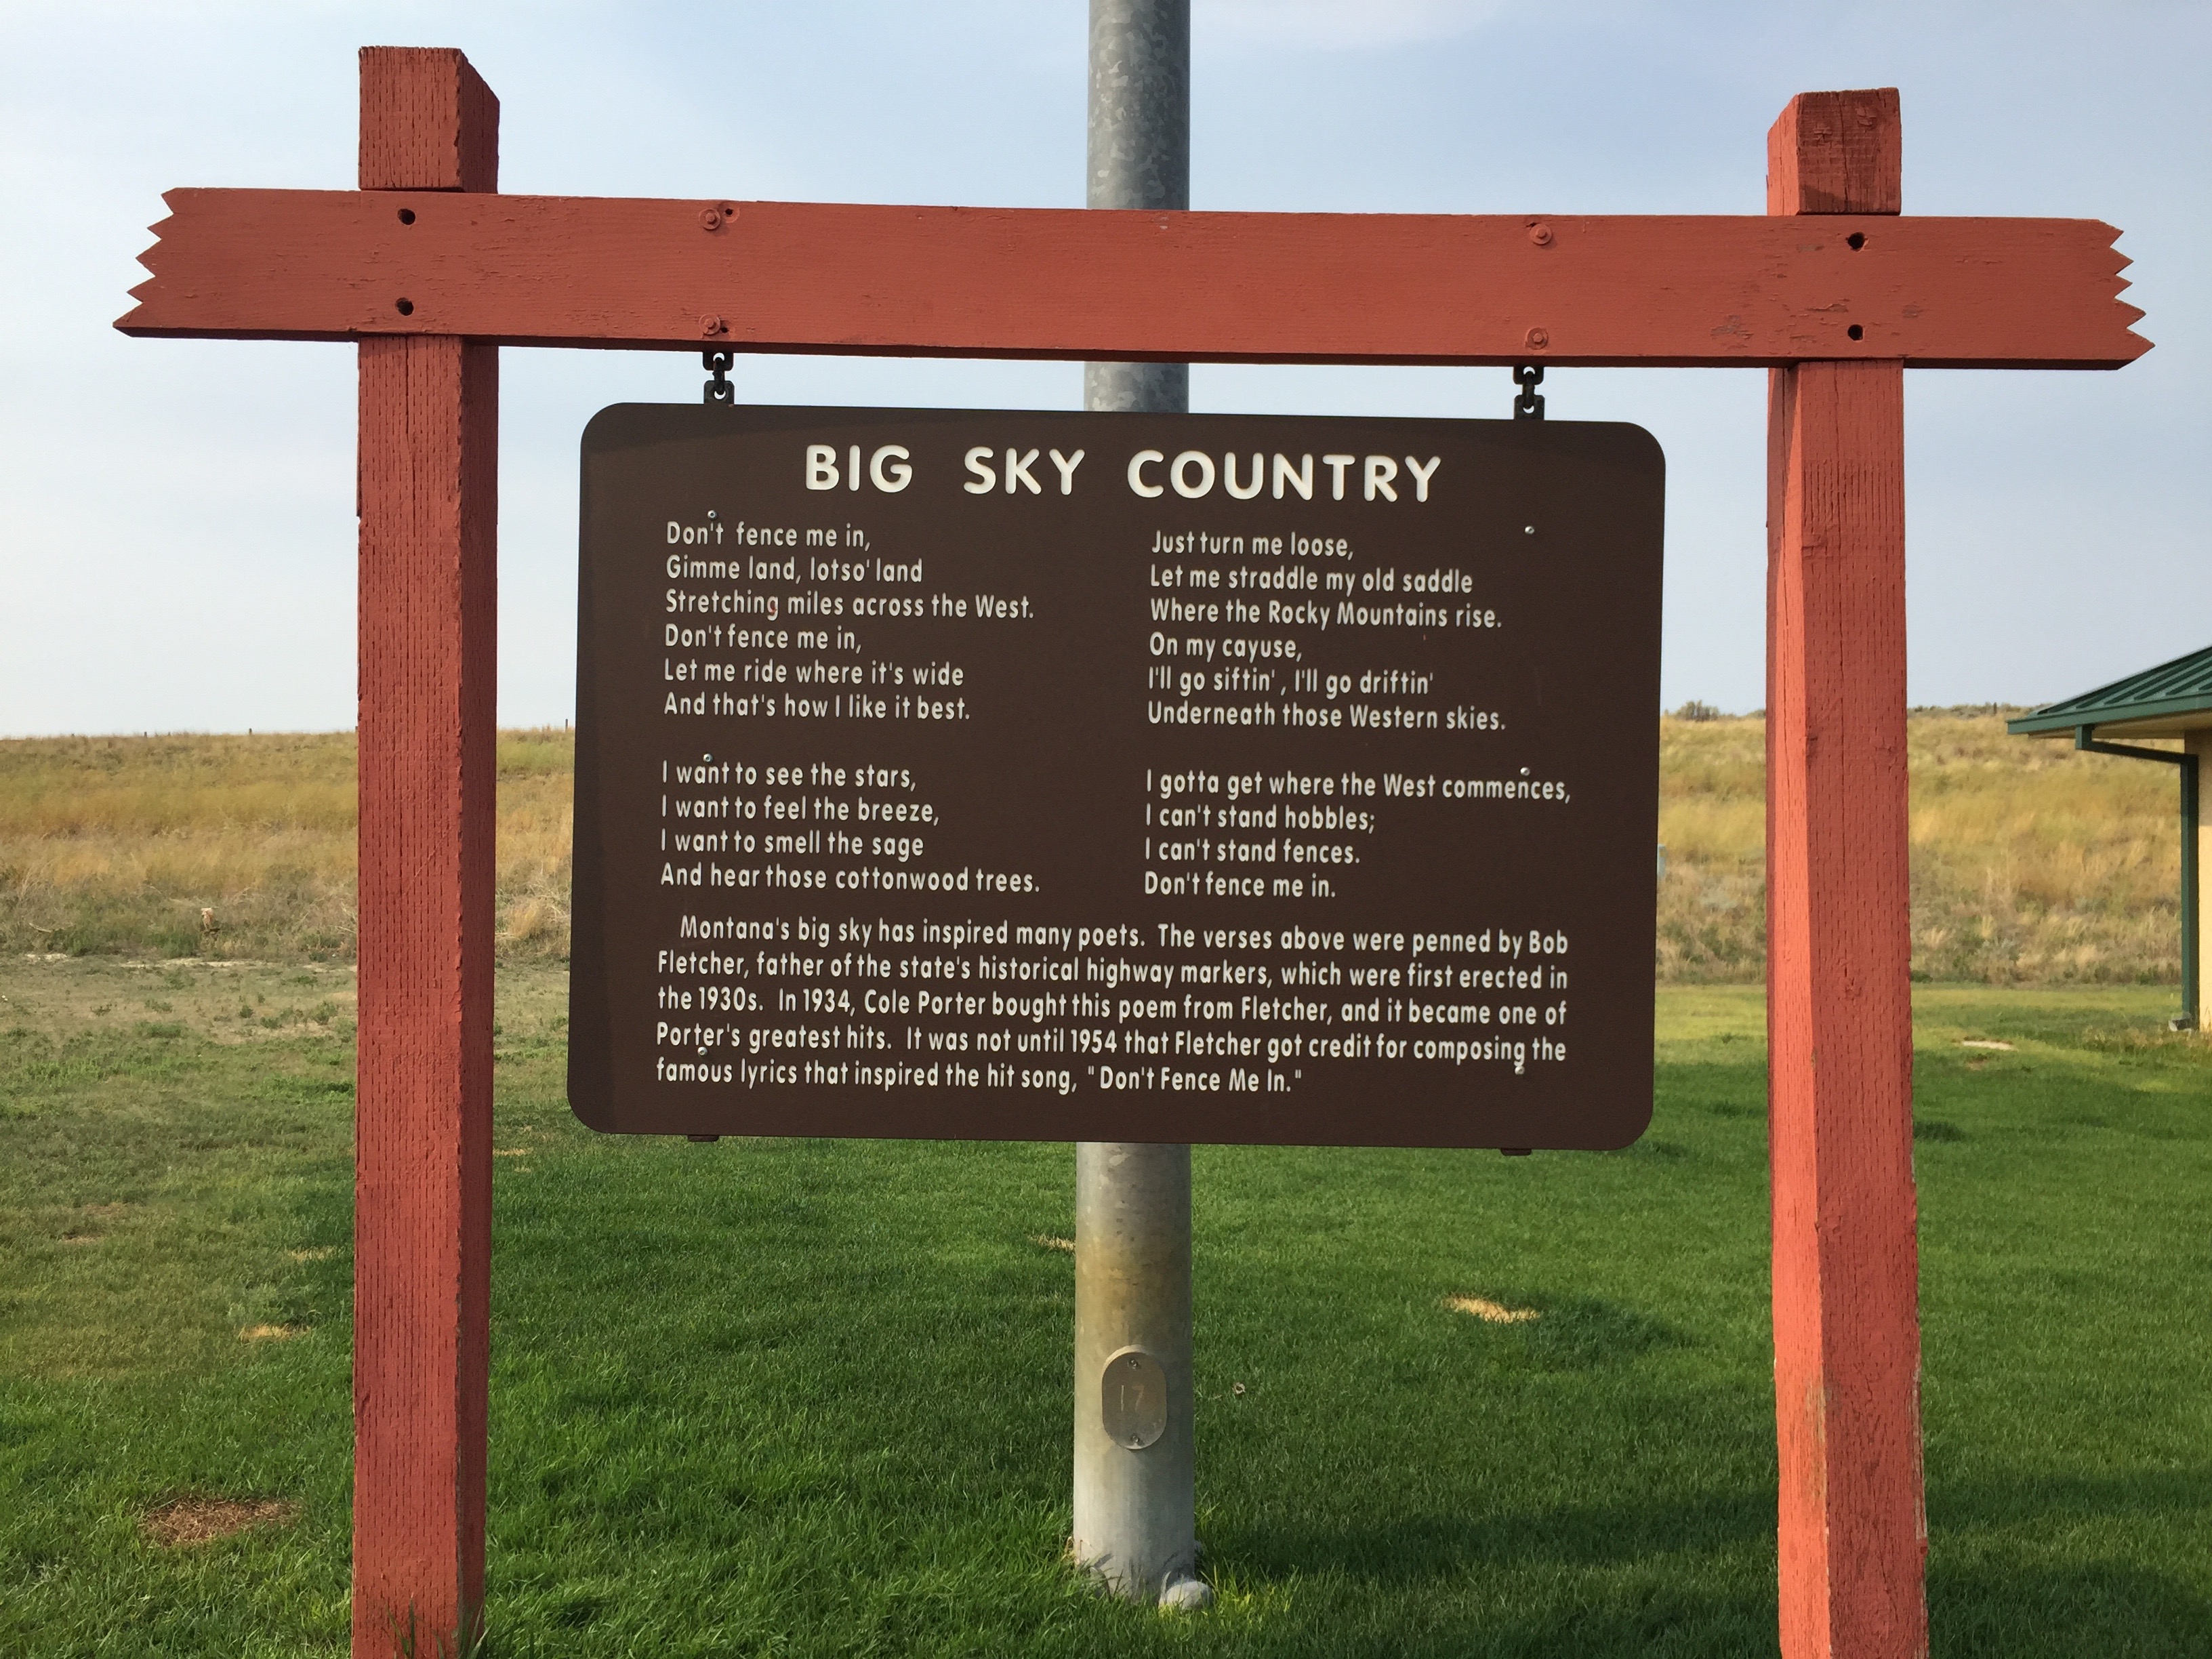 BIG SKY COUNTRY
Don't fence me in,
Gimme land, lotso' land
Stretching miles across the West.
Don't fence me in,
Let me ride where it's wide
And that's how I like it best.
I want to see the stars,
I want to feel the breeze,
I want to smell the sage
And hear those cottonwood trees.
Just turn me loose,
Let me straddle my old saddle
Where the Rocky Mountains rise.
On my cayuse,
I'll go siftin', I'll go driftin'
Underneath those Western skies.
I gotta get where the West commences,
I can't stand hobbles;
I can't stand fences.
Don't fence me in.
Montana's big sky has inspired many poets. The verses above were penned by Bob
Fletcher, father of the state's historical highway markers, which were first erected in
the 1930s. In 1934, Cole Porter bought this poem from Fletcher, and it became one of
Porter's greatest hits. It was not until 1954 that Fletcher got credit for composing the
famous lyrics that inspired the hit song, "Don't Fence Me In."
17